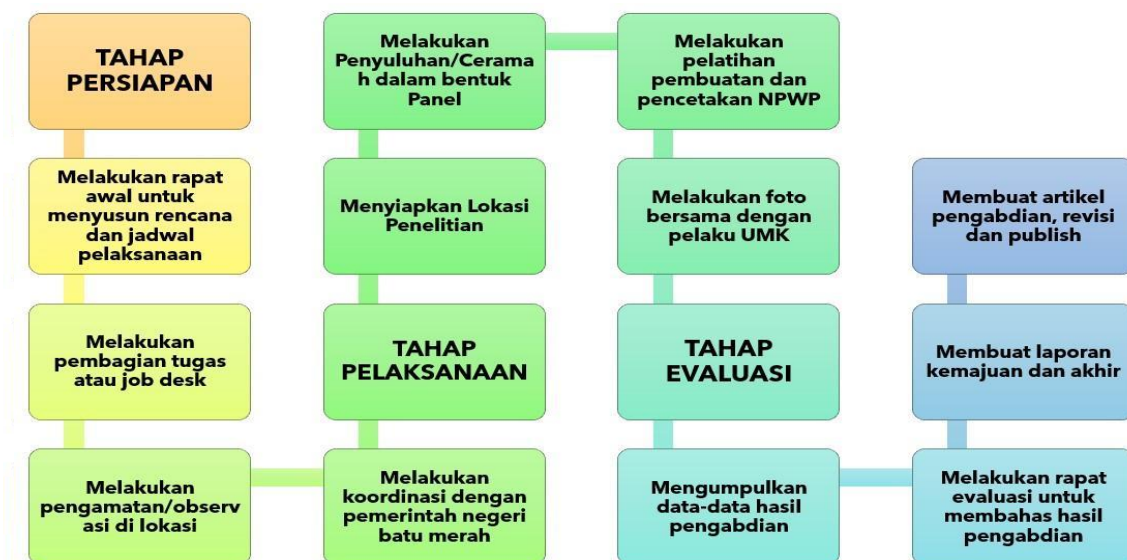 TAHAP
PERSIAPAN
Melakukan rapat
awal untuk
menyusun rencana
dan jadwal
pelaksanaan
Melakukan
pembagian tugas
atau job desk
Melakukan
pengamatan/observ
asi di lokasi
Melakukan
koordinasi dengan
pemerintah negeri
batu merah
TAHAP
PELAKSANAAN
Menyiapkan Lokasi
Penelitian
Melakukan
Penyuluhan/Cerama
h dalam bentuk
Panel
Melakukan
pelatihan
pembuatan dan
pencetakan NPWP
Melakukan foto
bersama dengan
pelaku UMK
TAHAP
EVALUASI
Mengumpulkan
data-data hasil
pengabdian
Melakukan rapat
evaluasi untuk
membahas hasil
pengabdian
Membuat laporan
kemajuan dan akhir
Membuat artikel
pengabdian, revisi
dan publish